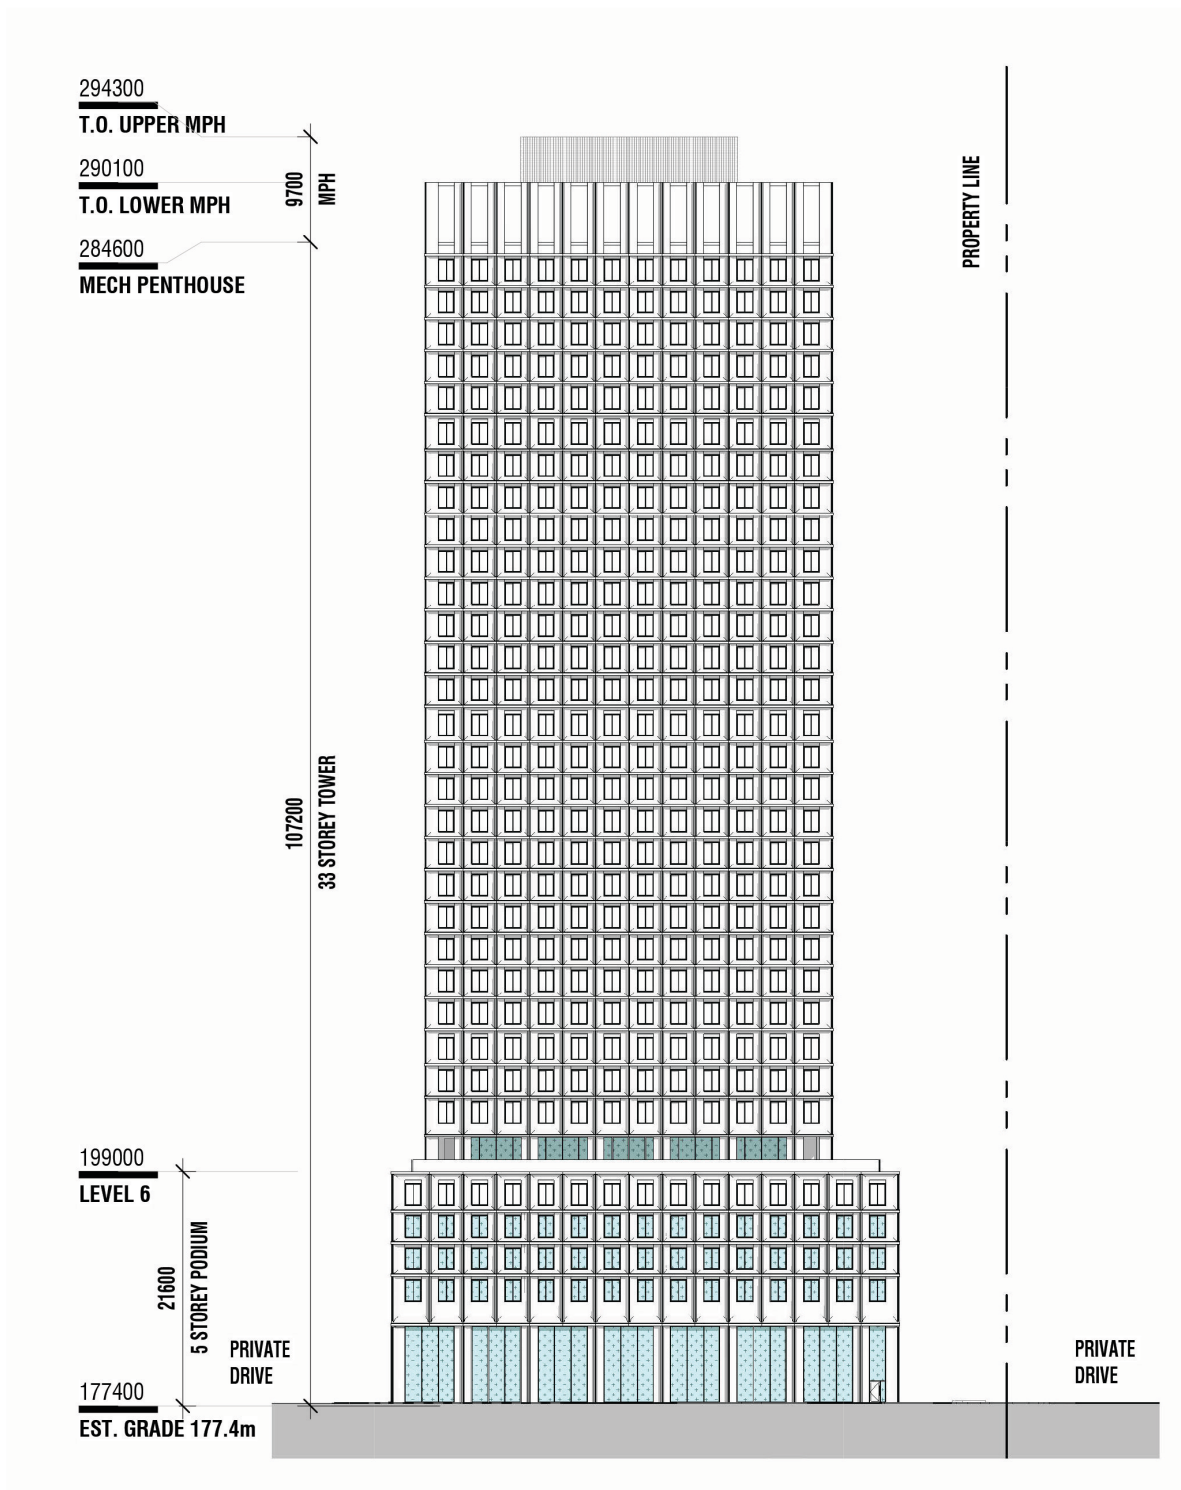 294300
T.O. UPPER MPH
290100
T.O. LOWER MPH
284600
MECH PENTHOUSE
9700
MPH
PROPERTY LINE
107200
33 STOREY TOWER
199000
LEVEL 6
21600
5 STOREY PODIUM
PRIVATE
DRIVE
PRIVATE
DRIVE
177400
EST. GRADE 177.4m